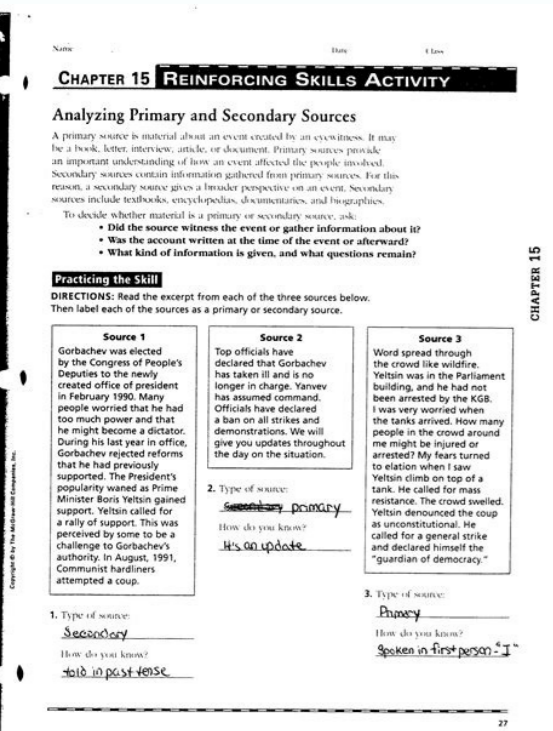 Name Date Class
CHAPTER 15 REINFORCING SKILLS ACTIVITY
Analyzing Primary and Secondary Sources
A primary source is material about an event created by an eyewitness. It may
be a book, letter, interview, article, or document. Primary sources provide
an important understanding of how an event affected the people involved.
Secondary sources contain information gathered from primary sources. For this
reason, a secondary source gives a broader perspective on an event. Secondary
sources include textbooks, encyclopedias, documentaries, and biographies.
To decide whether material is a primary or secondary source, ask:
• Did the source witness the event or gather information about it?
• Was the account written at the time of the event or afterward?
• What kind of information is given, and what questions remain?
Practicing the Skill
DIRECTIONS: Read the excerpt from each of the three sources below.
Then label each of the sources as a primary or secondary source.
Source 1
Gorbachev was elected
by the Congress of People's
Deputies to the newly
created office of president
in February 1990. Many
people worried that he had
too much power and that
he might become a dictator.
During his last year in office,
Gorbachev rejected reforms
that he had previously
supported. The President's
popularity waned as Prime
Minister Boris Yeltsin gained
support. Yeltsin called for
a rally of support. This was
perceived by some to be a
challenge to Gorbachev's
authority. In August, 1991,
Communist hardliners
attempted a coup.
1. Type of source:
Secondary
How do you know?
told in past tense
Source 2
Top officials have
declared that Gorbachev
has taken ill and is no
longer in charge. Yanvev
has assumed command.
Officials have declared
a ban on all strikes and
demonstrations. We will
give you updates throughout
the day on the situation.
2. Type of source:
Secondary primary
How do you know?
It's an update
Source 3
Word spread through
the crowd like wildfire.
Yeltsin was in the Parliament
building, and he had not
been arrested by the KGB.
I was very worried when
the tanks arrived. How many
people in the crowd around
me might be injured or
arrested? My fears turned
to elation when I saw
Yeltsin climb on top of a
tank. He called for mass
resistance. The crowd swelled.
Yeltsin denounced the coup
as unconstitutional. He
called for a general strike
and declared himself the
"guardian of democracy."
3. Type of source:
Primary
How do you know?
Spoken in first person-"I"
CHAPTER 15
Copyright © by The McGraw-Hill Companies, Inc.
27